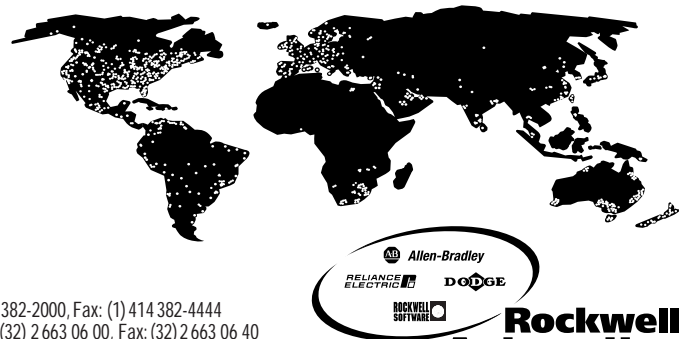 AB Allen-Bradley
RELIANCE ELECTRIC
DODGE
ROCKWELL SOFTWARE
382-2000, Fax: (1) 414 382-4444
(32) 2 663 06 00, Fax: (32) 2 663 06 40
Rockwell